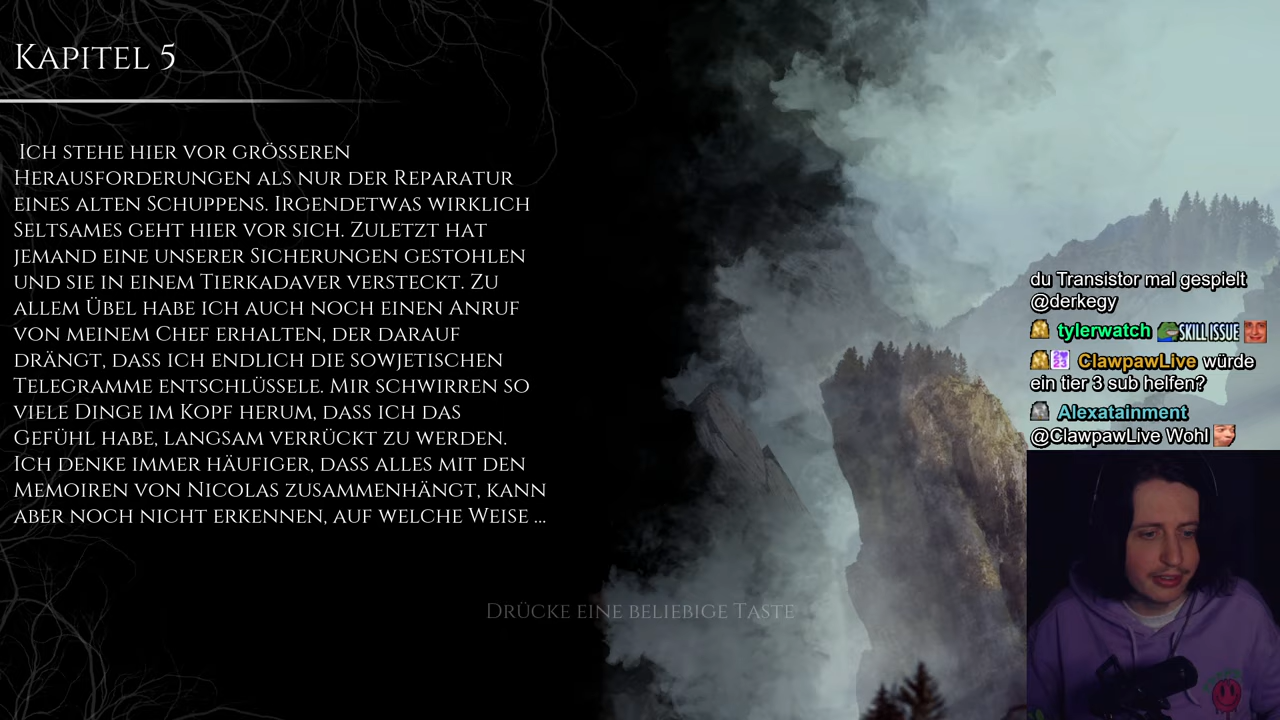 Kapitel 5
Ich stehe hier vor grösseren
Herausforderungen als nur der Reparatur
eines alten Schuppens. Irgendetwas wirklich
Seltsames geht hier vor sich. Zuletzt hat
jemand eine unserer Sicherungen gestohlen
und sie in einem Tierkadaver versteckt. Zu
allem Übel habe ich auch noch einen Anruf
von meinem Chef erhalten, der darauf
drängt, dass ich endlich die sowjetischen
Telegramme entschlüssele. Mir schwirren so
viele Dinge im Kopf herum, dass ich das
Gefühl habe, langsam verrückt zu werden.
Ich denke immer häufiger, dass alles mit den
Memoiren von Nicolas zusammenhängt, kann
aber noch nicht erkennen, auf welche Weise ...
Drücke eine beliebige Taste
du Transistor mal gespielt
@derkegy
tylerwatch SKILL ISSUE
ClawpawLive würde
ein tier 3 sub helfen?
Alexatainment
@ClawpawLive Wohl